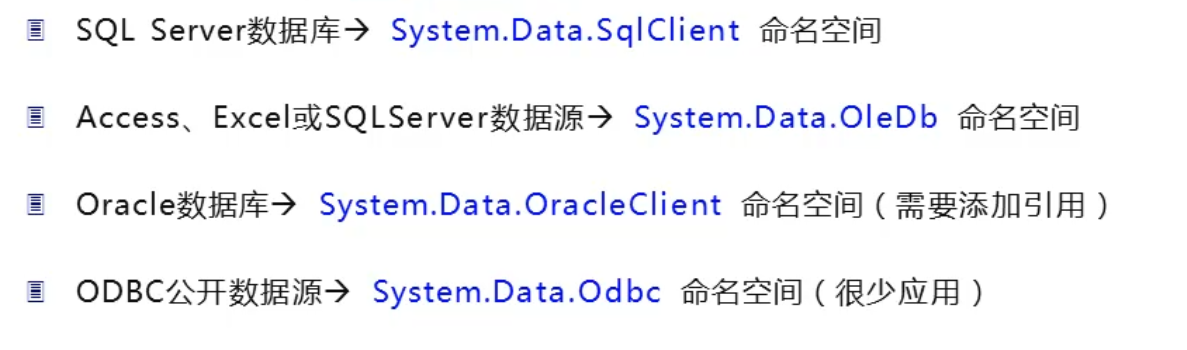 SQL Server数据库→ System.Data.SqlClient 命名空间
Access、Excel或SQLServer数据源→ System.Data.OleDb 命名空间
Oracle数据库→ System.Data.OracleClient 命名空间（需要添加引用）
ODBC公开数据源→ System.Data.Odbc 命名空间（很少应用）